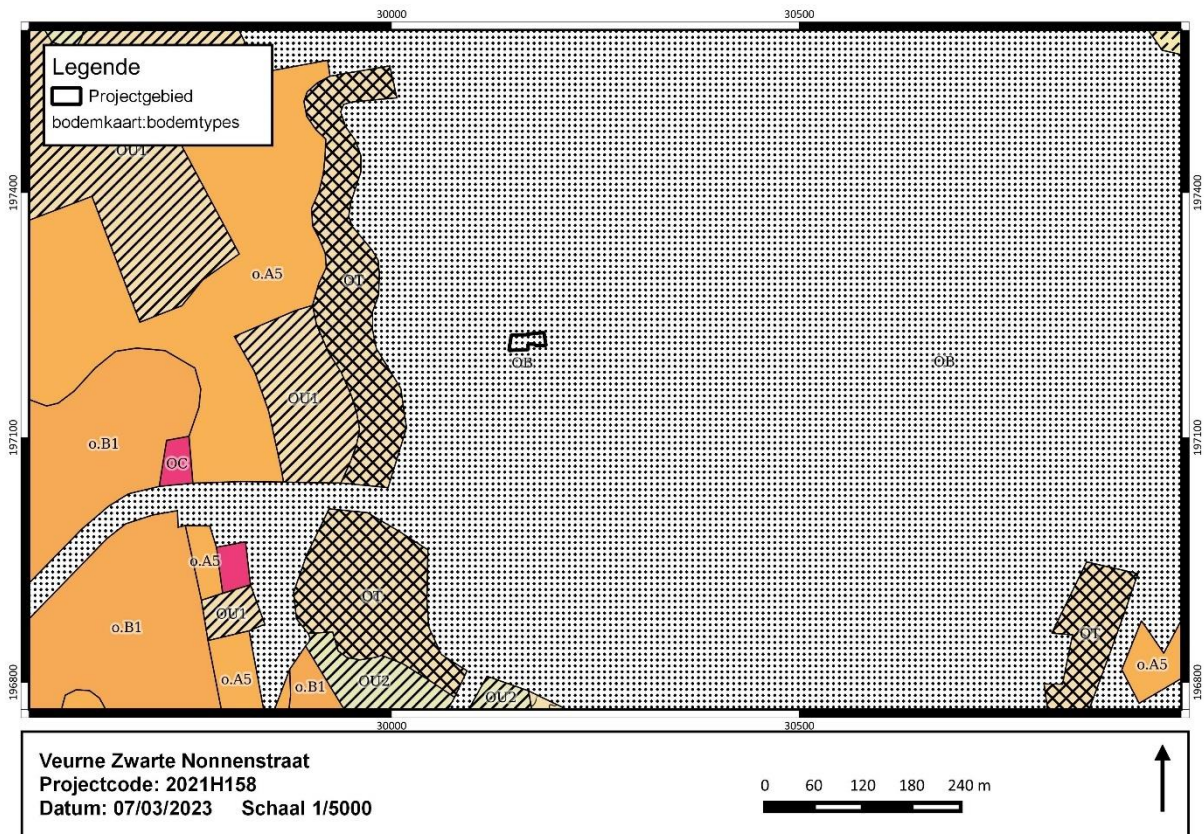 30000
30500
Legende
Projectgebied
bodemkaart:bodemtypes
OU1
197400
197400
o.A5
OT
OB
OB
OU1
197100
197100
o.B1
OC
o.A5
OT
OU1
o.B1
OT
o.A5
196800
196800
o.A5
o.B1
OU2
OU2
30000
30500
Veurne Zwarte Nonnenstraat
Projectcode: 2021H158
Datum: 07/03/2023 Schaal 1/5000
0 60 120 180 240 m